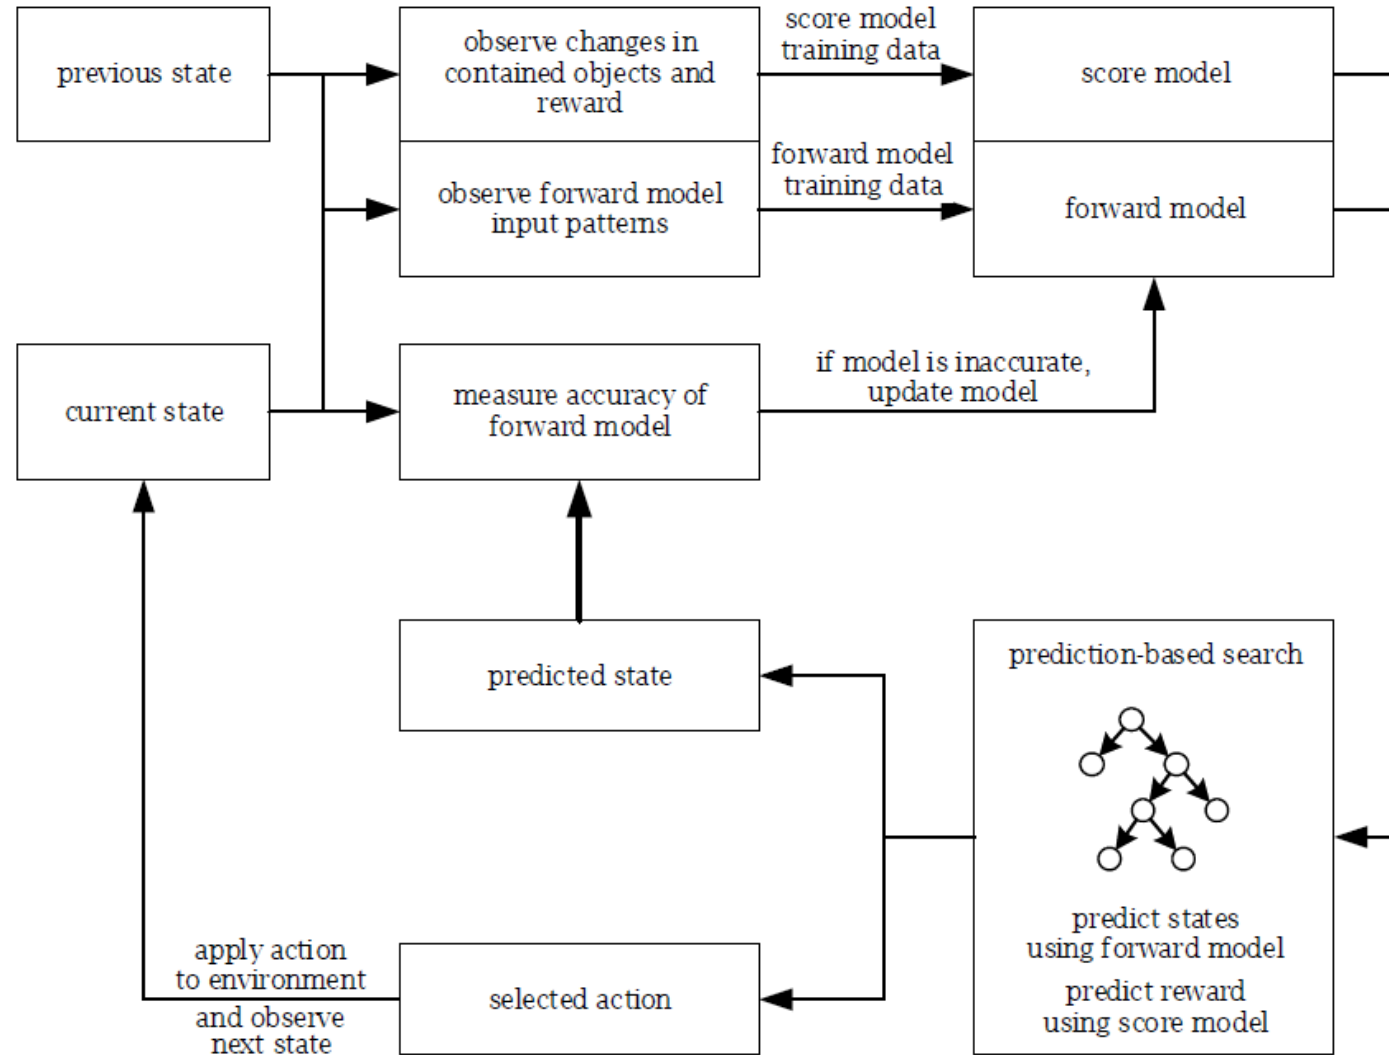 previous state
observe changes in
contained objects and
reward
score model
training data
score model
observe forward model
input patterns
forward model
training data
forward model
current state
measure accuracy of
forward model
if model is inaccurate,
update model
predicted state
prediction-based search
predict states
using forward model
predict reward
using score model
selected action
apply action
to environment
and observe
next state